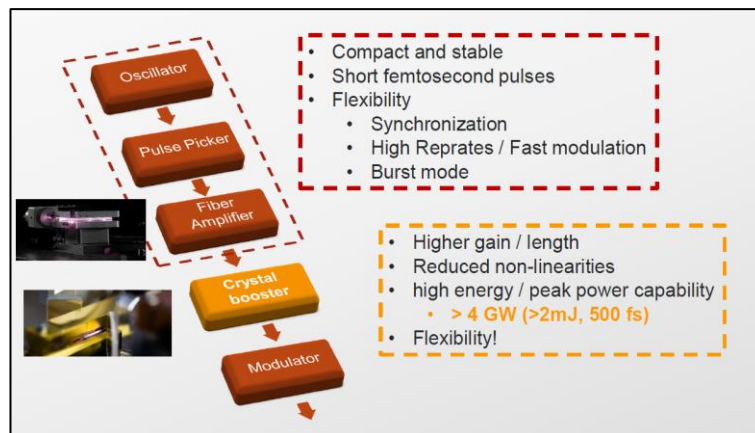 Oscillator
Pulse Picker
Fiber
Amplifier
Crystal
booster
Modulator
• Compact and stable
• Short femtosecond pulses
• Flexibility
• Synchronization
• High Reprates / Fast modulation
• Burst mode
• Higher gain / length
• Reduced non-linearities
• high energy / peak power capability
• > 4 GW (>2mJ, 500 fs)
• Flexibility!